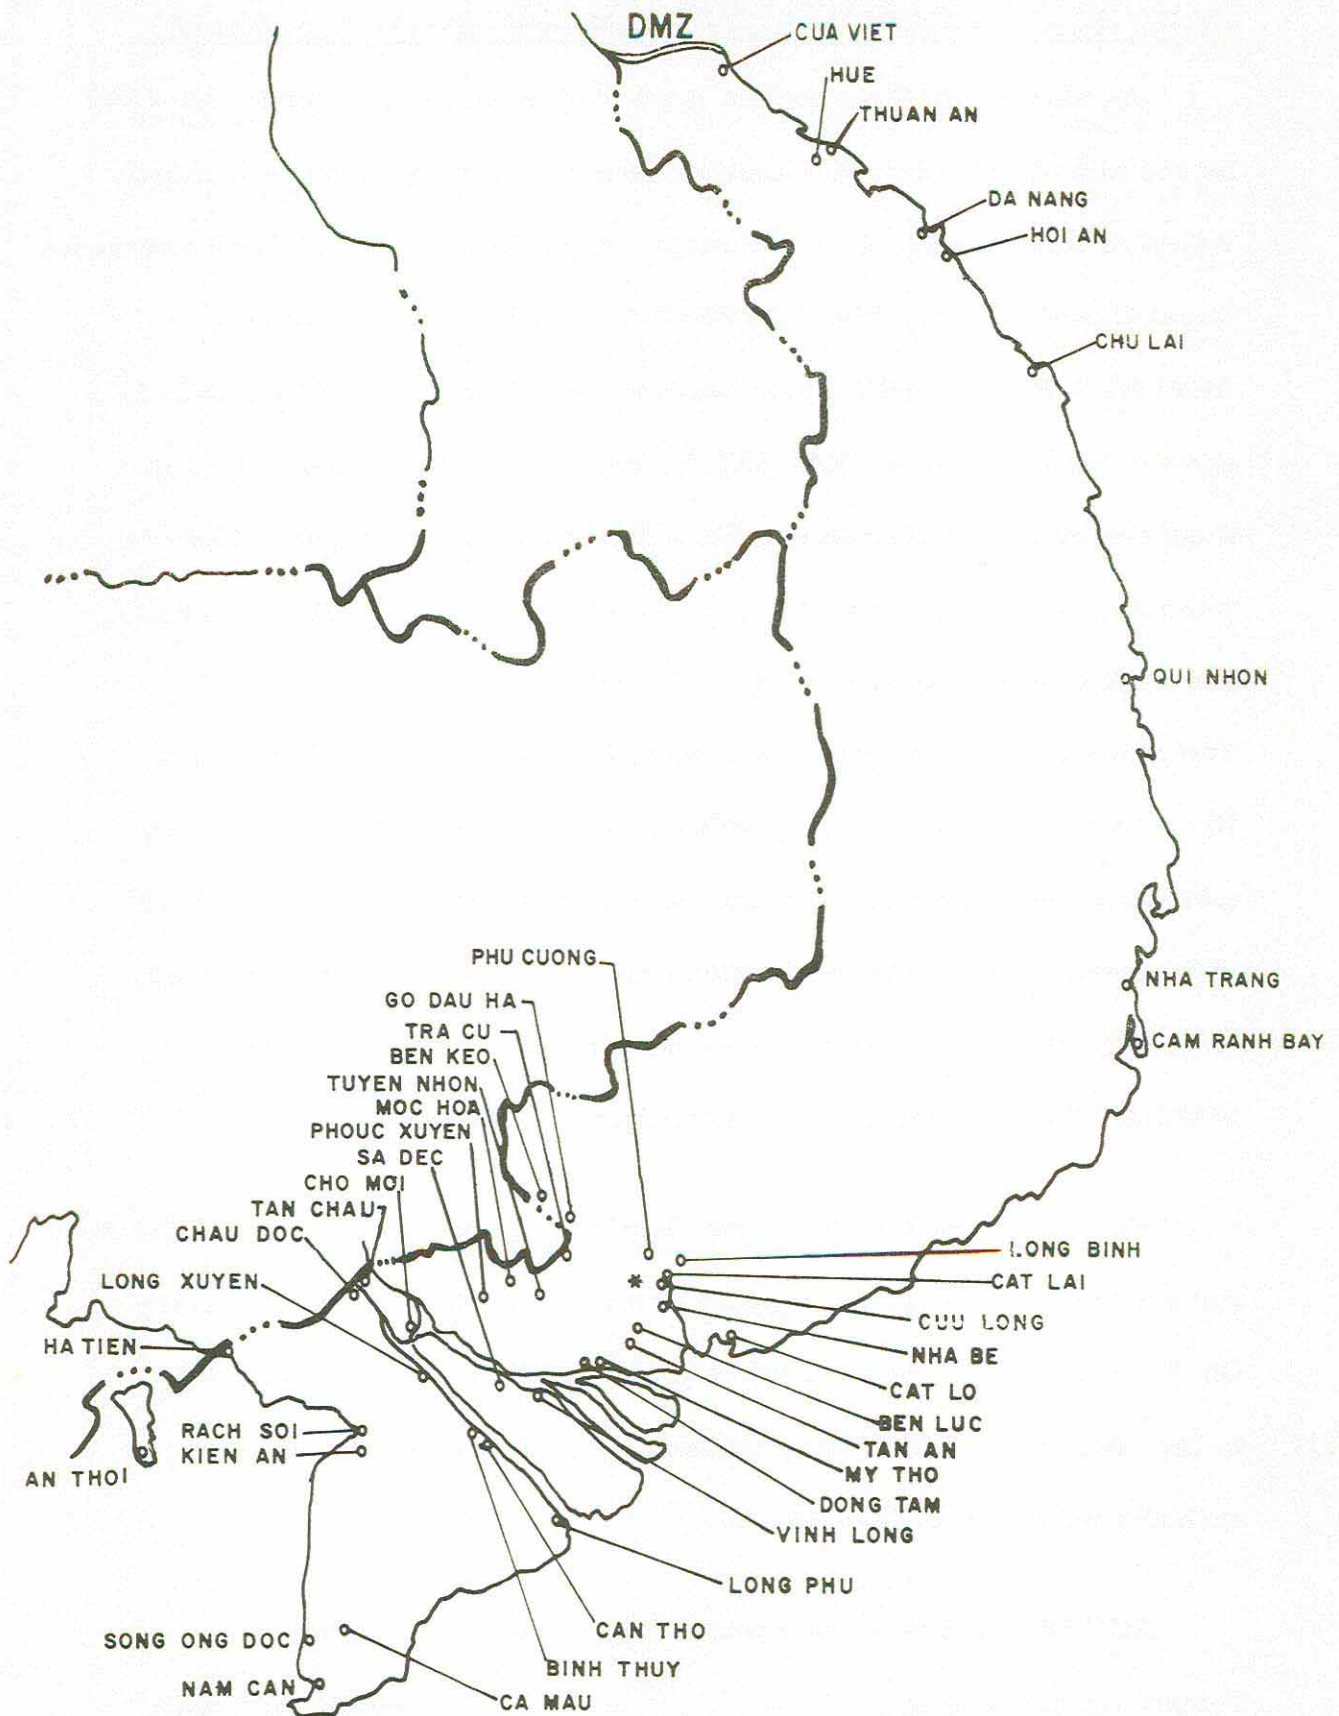 DMZ
CUA VIET
HUE
THUAN AN
DA NANG
HOI AN
CHU LAI
QUI NHON
NHA TRANG
CAM RANH BAY
PHU CUONG
GO DAU HA
TRA CU
BEN KEO
TUYEN NHON
MOC HOA
PHOUC XUYEN
SA DEC
CHO MOI
TAN CHAU
CHAU DOC
LONG XUYEN
HA TIEN
RACH SOI
KIEN AN
AN THOI
*
LONG BINH
CAT LAI
CUU LONG
NHA BE
CAT LO
BEN LUC
TAN AN
MY THO
DONG TAM
VINH LONG
LONG PHU
CAN THO
BINH THUY
CA MAU
SONG ONG DOC
NAM CAN